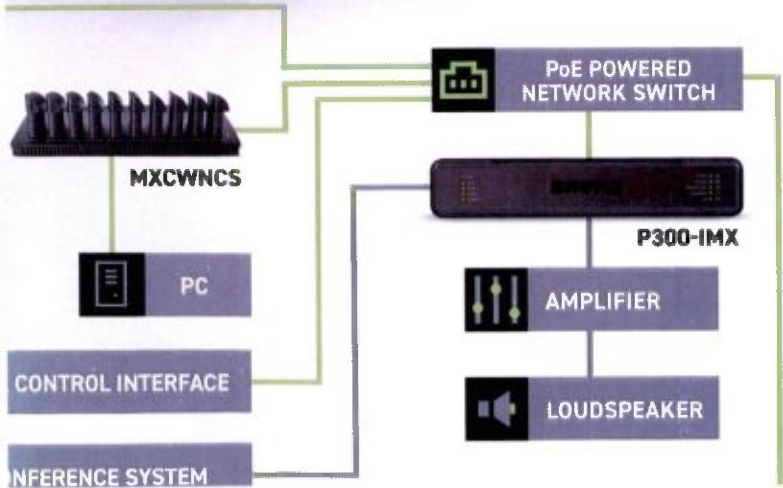 PoE POWERED
NETWORK SWITCH
MXCWNCS
P300-IMX
PC
AMPLIFIER
CONTROL INTERFACE
LOUDSPEAKER
NFERENCE SYSTEM